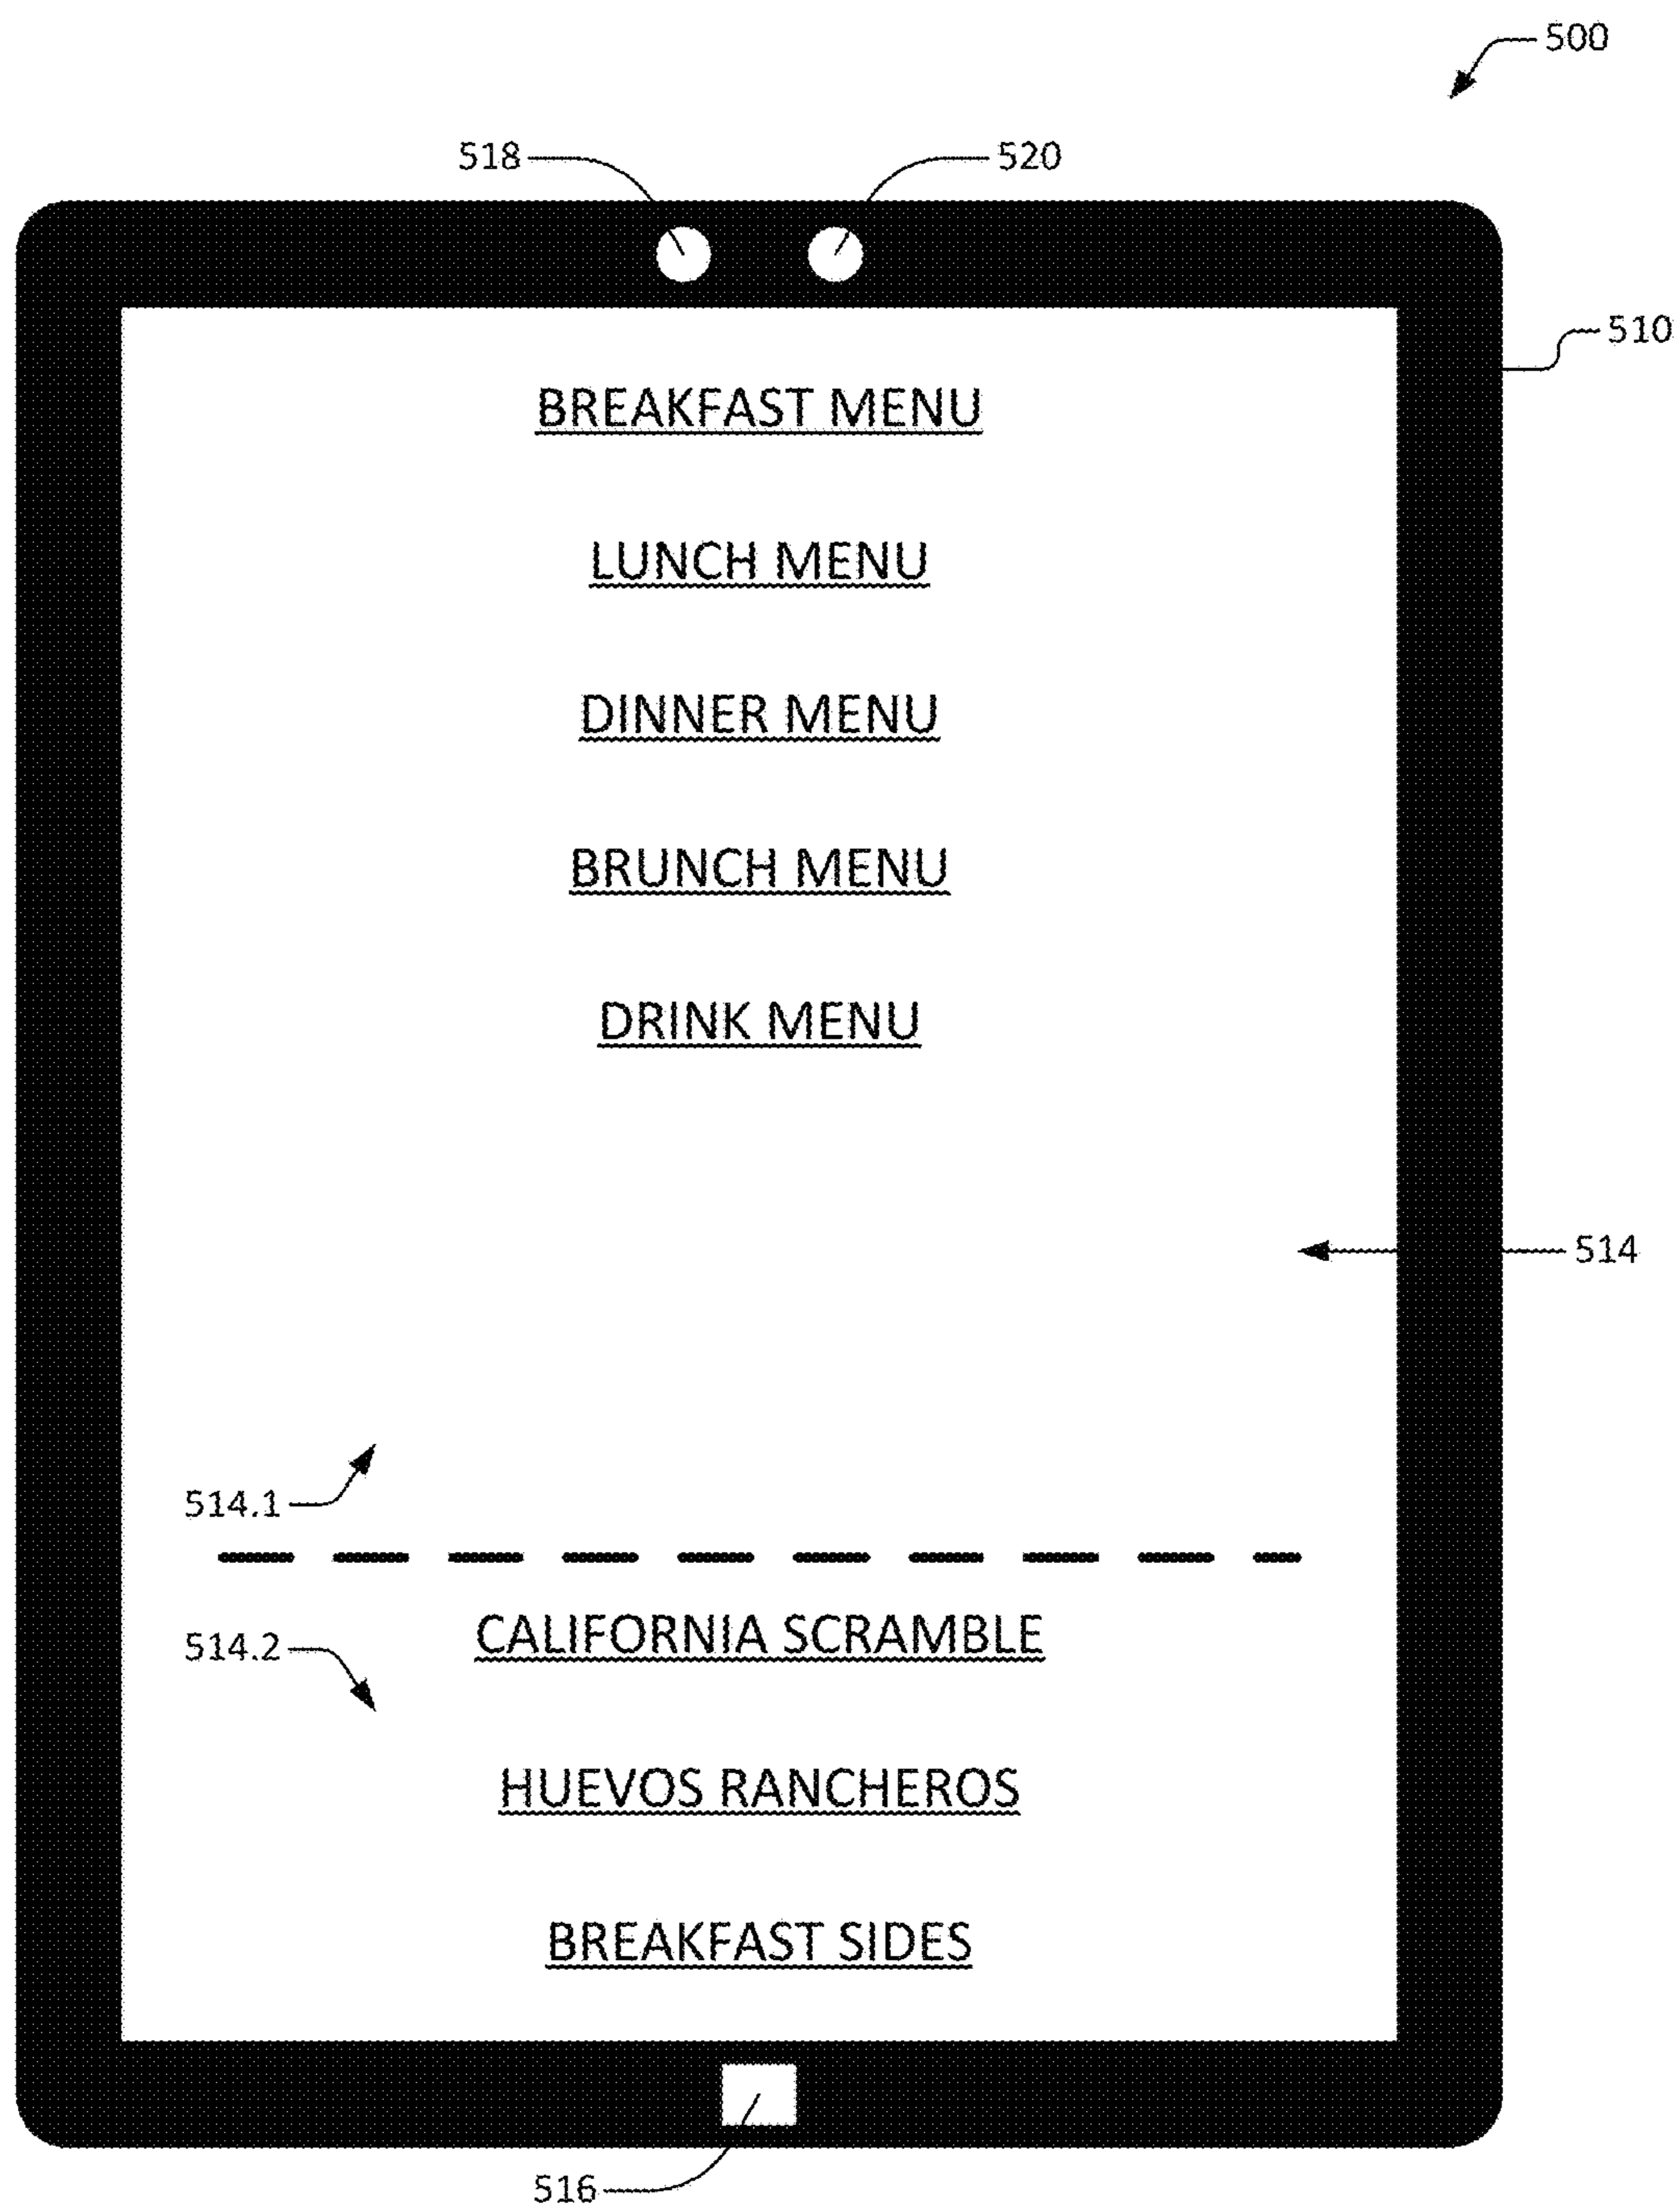 500
518
520
510
BREAKFAST MENU
LUNCH MENU
DINNER MENU
BRUNCH MENU
DRINK MENU
514
514.1
CALIFORNIA SCRAMBLE
514.2
HUEVOS RANCHEROS
BREAKFAST SIDES
516